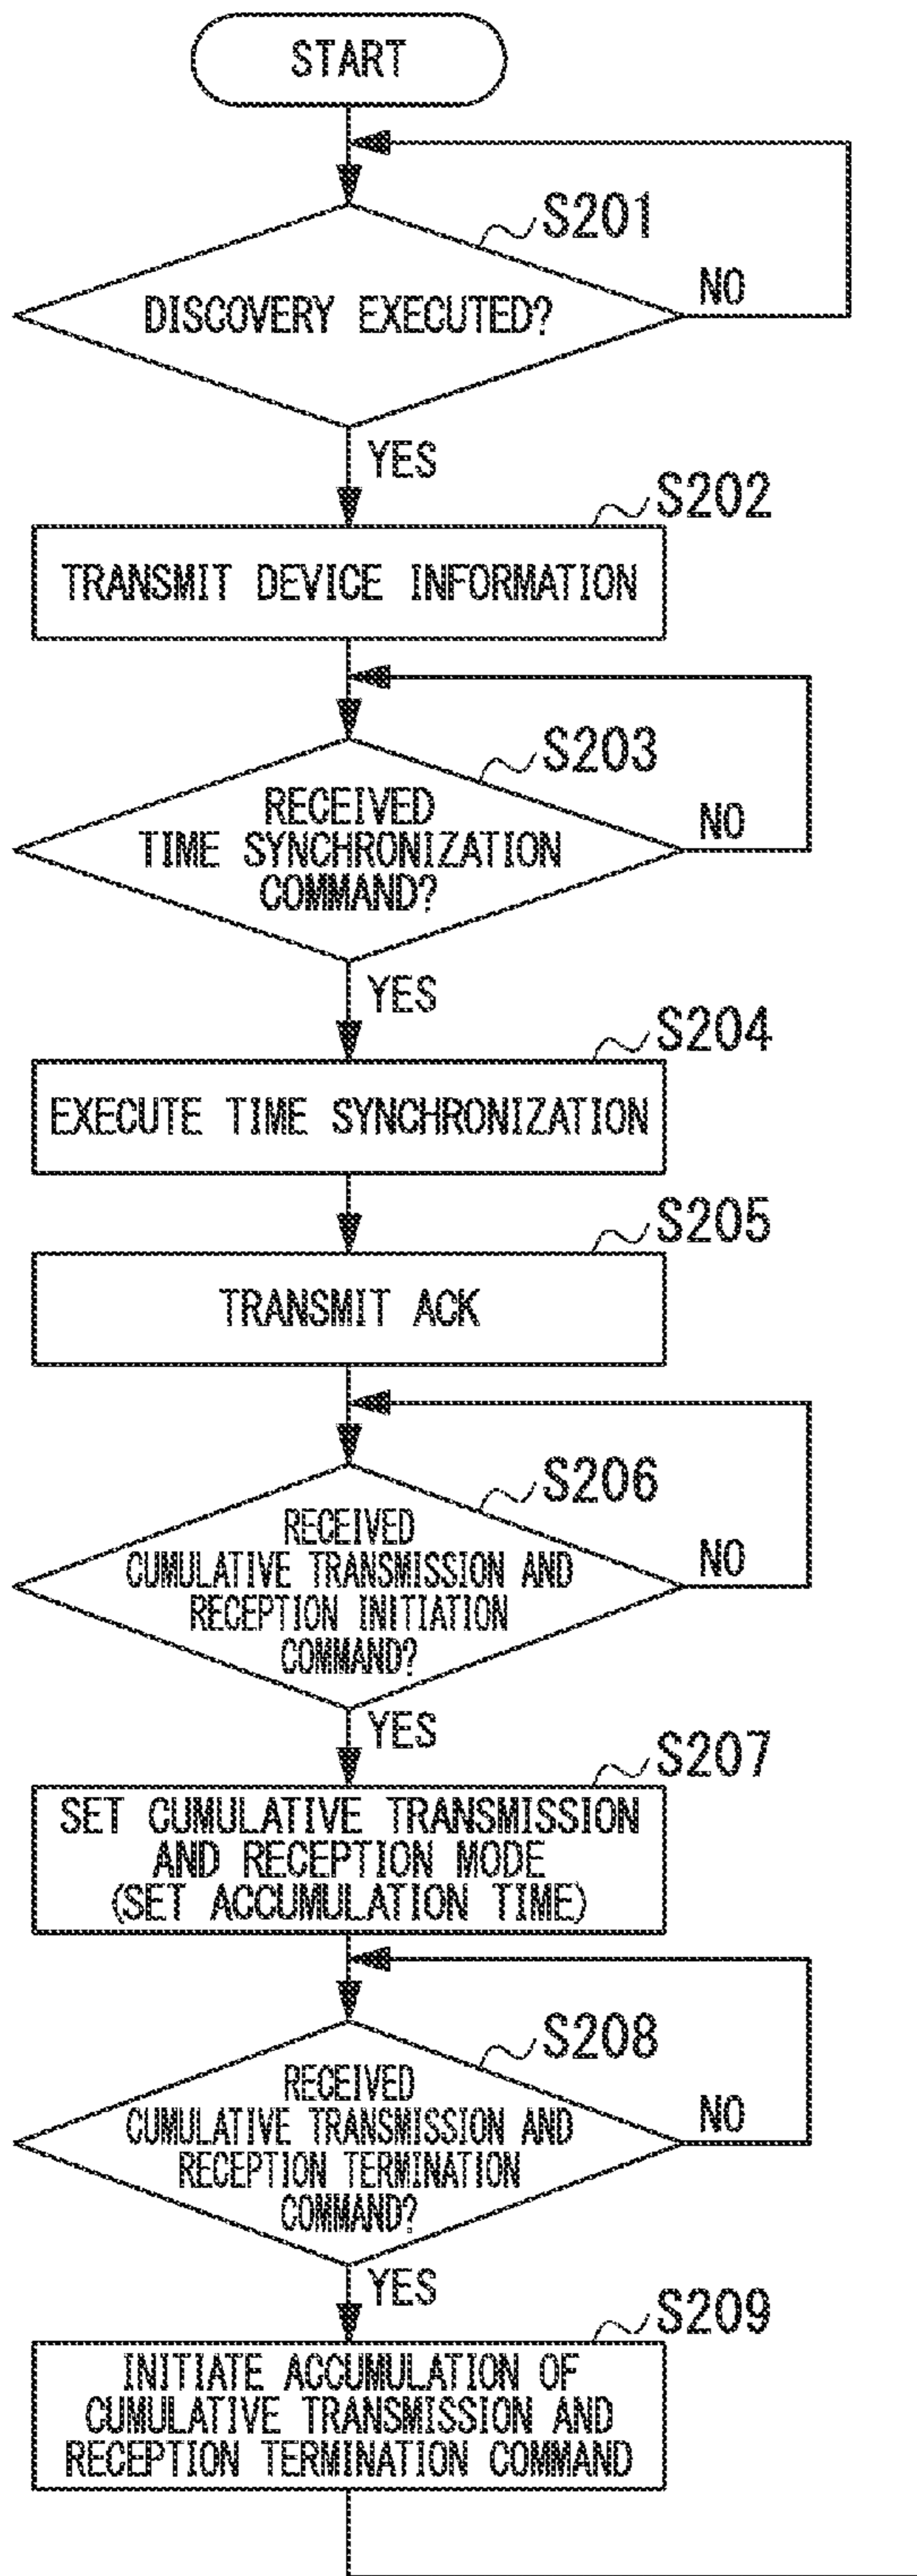 START
S201
DISCOVERY EXECUTED?
NO
YES
S202
TRANSMIT DEVICE INFORMATION
S203
RECEIVED
TIME SYNCHRONIZATION
COMMAND?
NO
YES
S204
EXECUTE TIME SYNCHRONIZATION
S205
TRANSMIT ACK
S206
RECEIVED
CUMULATIVE TRANSMISSION AND
RECEPTION INITIATION
COMMAND?
NO
YES
S207
SET CUMULATIVE TRANSMISSION
AND RECEPTION MODE
(SET ACCUMULATION TIME)
S208
RECEIVED
CUMULATIVE TRANSMISSION AND
RECEPTION TERMINATION
COMMAND?
NO
YES
S209
INITIATE ACCUMULATION OF
CUMULATIVE TRANSMISSION AND
RECEPTION TERMINATION COMMAND